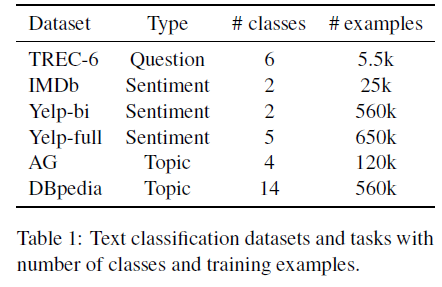 Dataset Type # classes # examples
TREC-6 Question 6 5.5k
IMDb Sentiment 2 25k
Yelp-bi Sentiment 2 560k
Yelp-full Sentiment 5 650k
AG Topic 4 120k
DBpedia Topic 14 560k
Table 1: Text classification datasets and tasks with
number of classes and training examples.